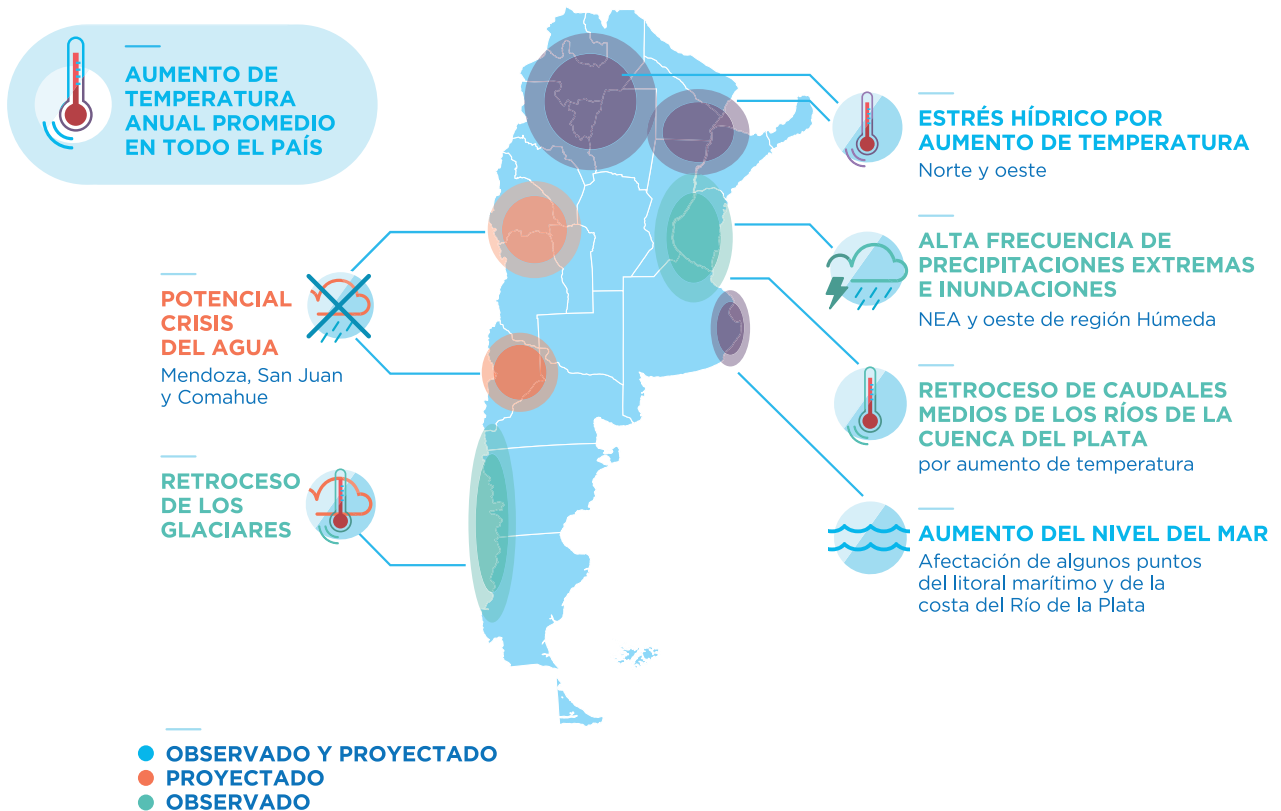 AUMENTO DE
TEMPERATURA
ANUAL PROMEDIO
EN TODO EL PAÍS
POTENCIAL
CRISIS
DEL AGUA
Mendoza, San Juan
y Comahue
RETROCESO
DE LOS
GLACIARES
ESTRÉS HÍDRICO POR
AUMENTO DE TEMPERATURA
Norte y oeste
ALTA FRECUENCIA DE
PRECIPITACIONES EXTREMAS
E INUNDACIONES
NEA y oeste de región Húmeda
RETROCESO DE CAUDALES
MEDIOS DE LOS RÍOS DE LA
CUENCA DEL PLATA
por aumento de temperatura
AUMENTO DEL NIVEL DEL MAR
Afectación de algunos puntos
del litoral marítimo y de la
costa del Río de la Plata
OBSERVADO Y PROYECTADO
PROYECTADO
OBSERVADO